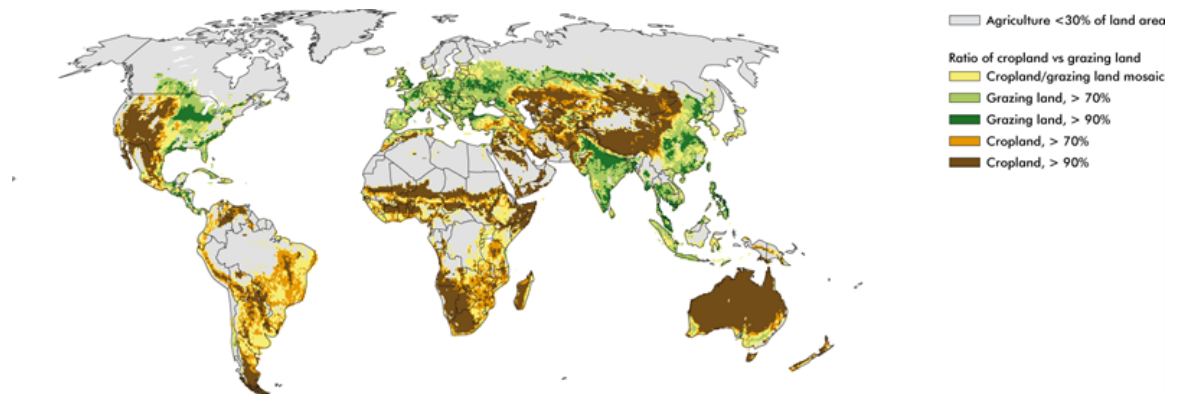 Agriculture <30% of land area
Ratio of cropland vs grazing land
Cropland/grazing land mosaic
Grazing land, > 70%
Grazing land, > 90%
Cropland, > 70%
Cropland, > 90%